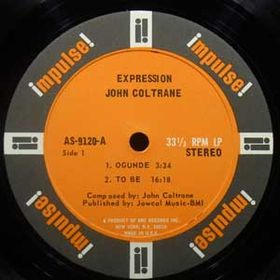 impulse!
impulse!
EXPRESSION
JOHN COLTRANE
AS-9120-A
Side 1
33 1/3 RPM LP
STEREO
1. OGUNDE 3:34
2. TO BE 16:18
Composed by: John Coltrane
Published by: Jowcol Music-BMI
A PRODUCT OF ABC RECORDS INC.
NEW YORK, N.Y. 10019
MADE IN U.S.A.
impulse!
impulse!